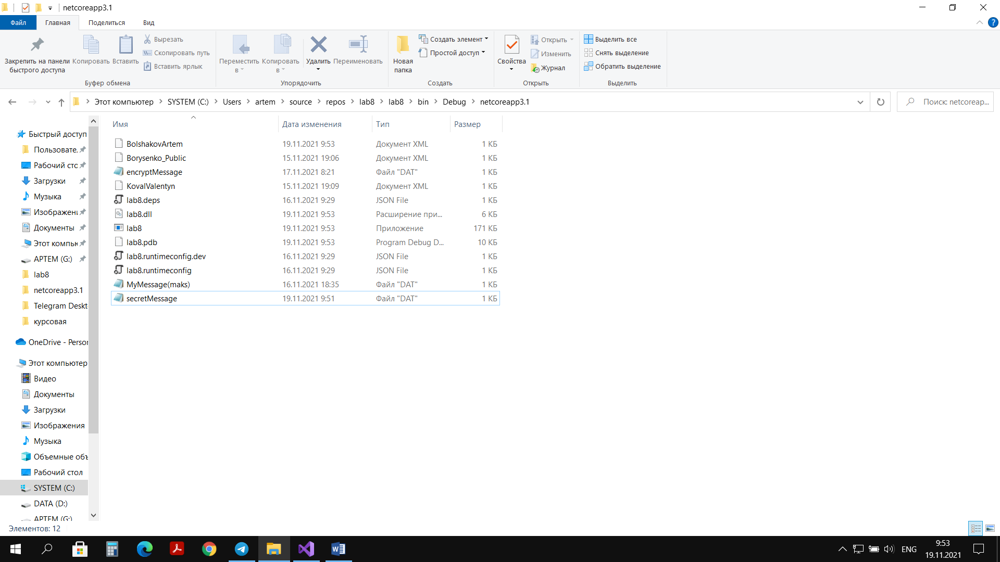 netcoreapp3.1
Файл Главная Поделиться Вид
Закрепить на панели быстрого доступа
Копировать
Вставить
Вырезать
Скопировать путь
Вставить ярлык
Буфер обмена
Переместить в
Копировать в
Удалить
Переименовать
Упорядочить
Новая папка
Создать элемент
Простой доступ
Создать
Свойства
Открыть
Изменить
Журнал
Открыть
Выделить все
Снять выделение
Обратить выделение
Выделить
Этот компьютер SYSTEM (C:) Users artem source repos lab8 lab8 bin Debug netcoreapp3.1
Поиск: netcoreap...
Быстрый доступ
Пользовате.
Рабочий стс
Загрузки
Музыка
Изображени
Документы
Этот компьк
АРТЕМ (G:)
lab8
netcoreapp3.1
Telegram Deskt
курсовая
OneDrive - Person
Этот компьютер
Видео
Документы
Загрузки
Изображения
Музыка
Объемные объ
Рабочий стол
SYSTEM (C:)
DATA (D:)
АРТЕМ (G:)
Имя Дата изменения Тип Размер
BolshakovArtem 19.11.2021 9:53 Документ XML 1 КБ
Borysenko_Public 15.11.2021 19:06 Документ XML 1 КБ
encryptMessage 17.11.2021 8:21 Файл "DAT" 1 КБ
KovalValentyn 15.11.2021 19:09 Документ XML 1 КБ
lab8.deps 16.11.2021 9:29 JSON File 1 КБ
lab8.dll 19.11.2021 9:53 Расширение при... 6 КБ
lab8 19.11.2021 9:53 Приложение 171 КБ
lab8.pdb 19.11.2021 9:53 Program Debug D... 10 КБ
lab8.runtimeconfig.dev 16.11.2021 9:29 JSON File 1 КБ
lab8.runtimeconfig 16.11.2021 9:29 JSON File 1 КБ
MyMessage(maks) 16.11.2021 18:35 Файл "DAT" 1 КБ
secretMessage 19.11.2021 9:51 Файл "DAT" 1 КБ
Элементов: 12
ENG
9:53
19.11.2021